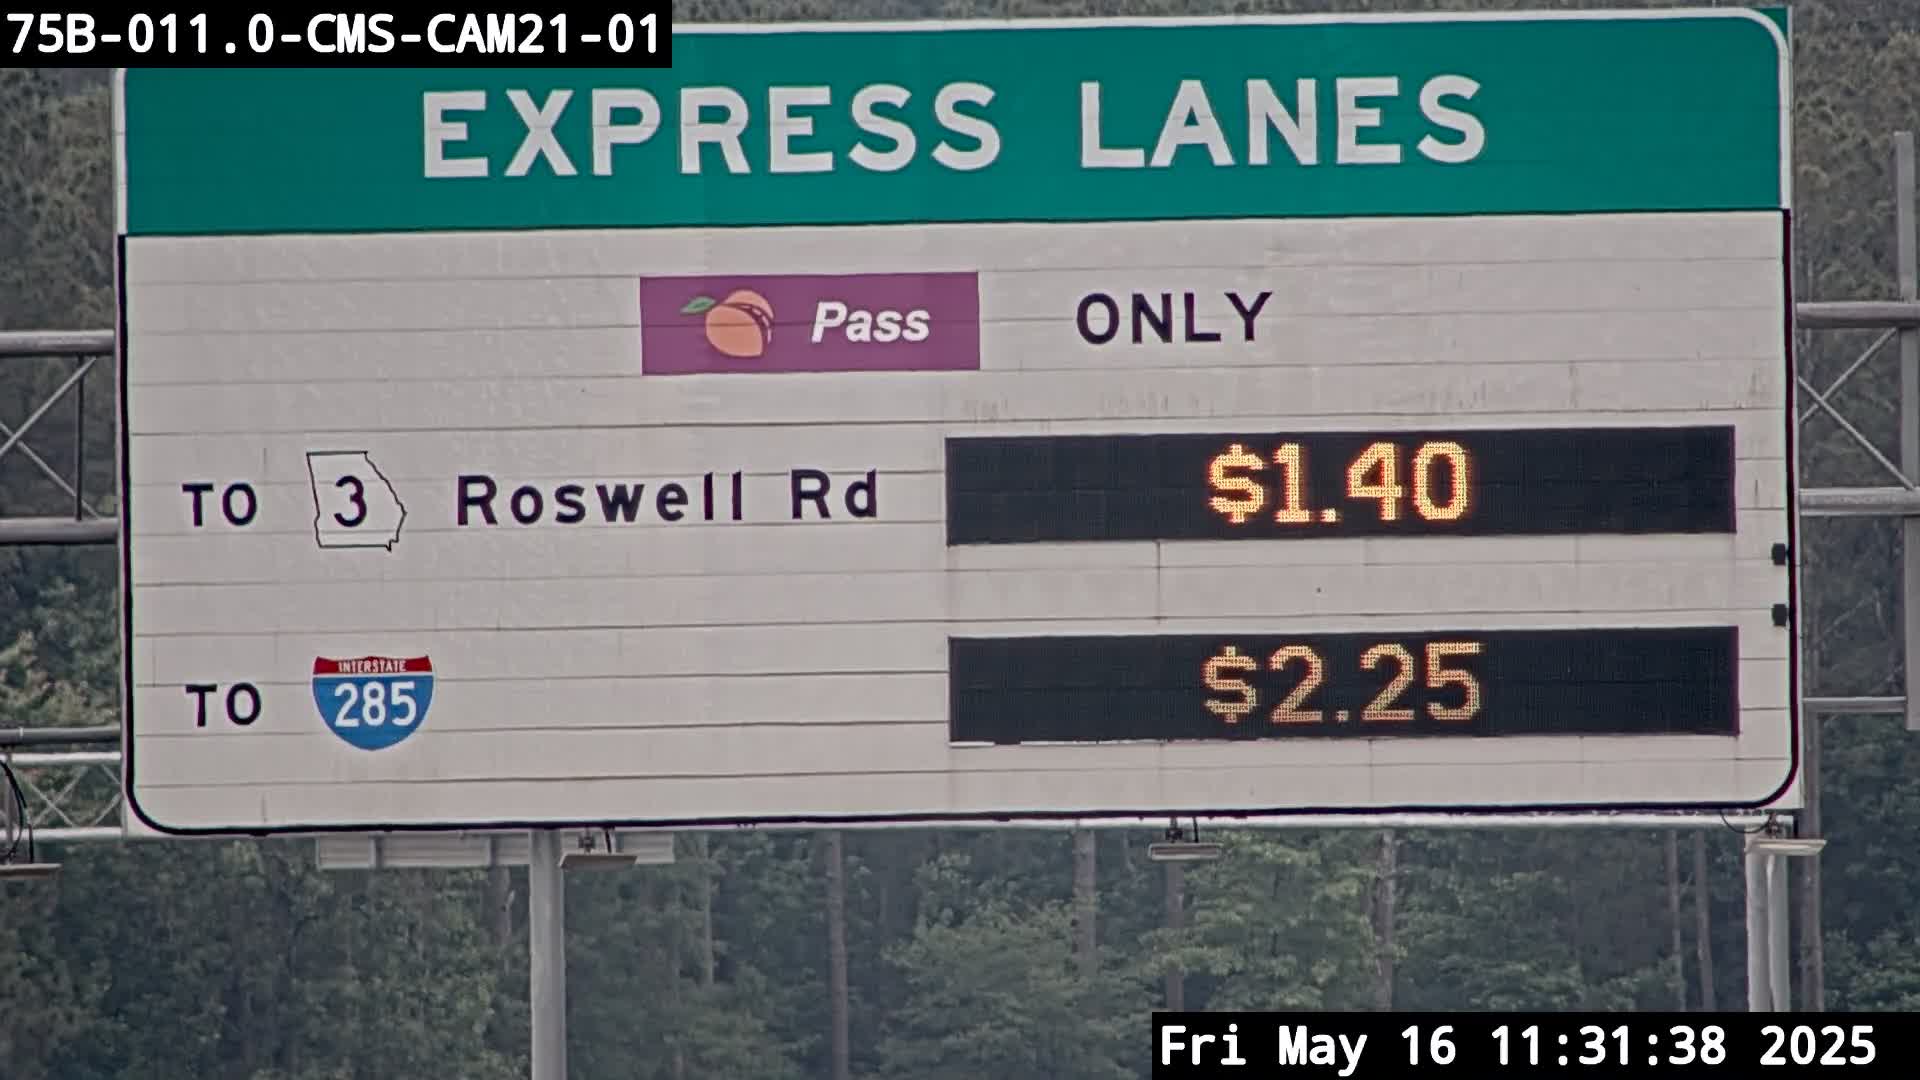 75B-011.0-CMS-CAM21-01
EXPRESS LANES
Pass ONLY
TO 3 Roswell Rd $1.40
INTERSTATE
TO 285 $2.25
Fri May 16 11:31:38 2025